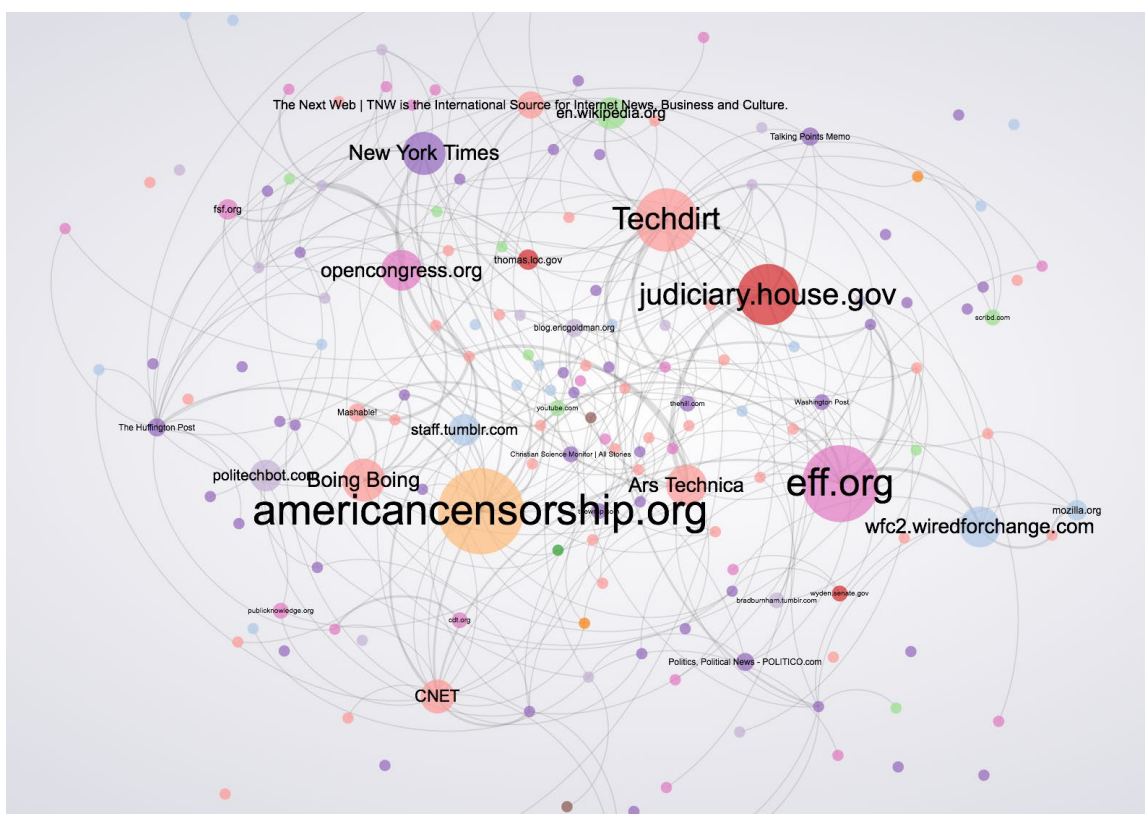 The Next Web | TNW is the International Source for Internet News, Business and Culture.
en.wikipedia.org
Talking Points Memo
New York Times
fsf.org
Techdirt
thomas.loc.gov
opencongress.org
judiciary.house.gov
scribd.com
blog.ericgoldman.org
youtube.com
thehill.com
Washington Post
Mashable!
The Huffington Post
staff.tumblr.com
Christian Science Monitor | All Stories
politechbot.com
Boing Boing
Ars Technica
eff.org
americancensorship.org
mozilla.org
wfc2.wiredforchange.com
wyden.senate.gov
bradburnham.tumblr.com
publicknowledge.org
cdt.org
Politics, Political News - POLITICO.com
CNET